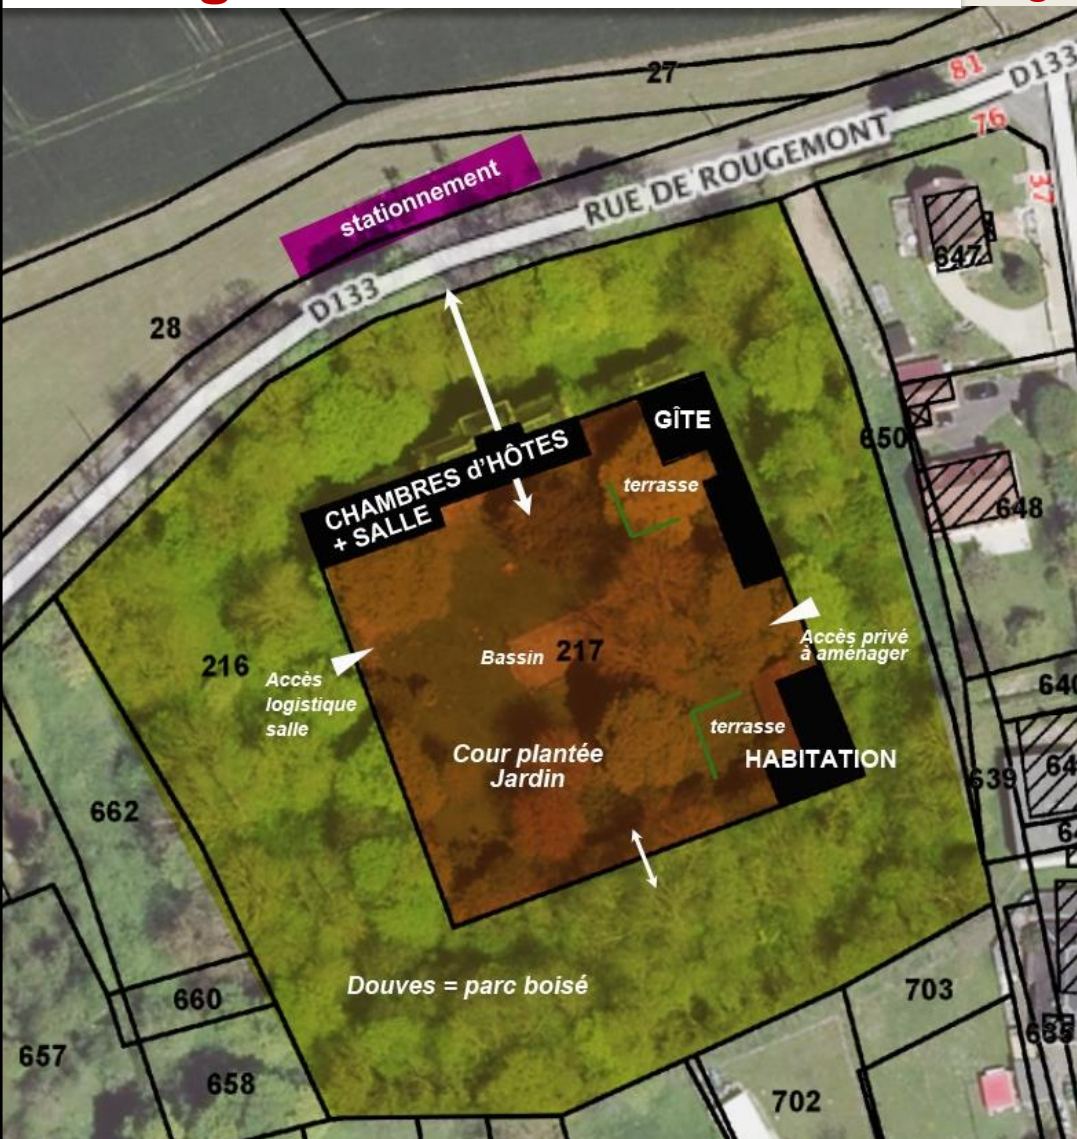 27
81
D133
76
RUE DE ROUGEMONT
37
stationnement
647
D133
28
GÎTE
650
CHAMBRES d'HÔTES
+ SALLE
terrasse
648
Accès privé
à aménager
216
Bassin
217
Accès
logistique
salle
640
terrasse
Cour plantée
Jardin
HABITATION
639
64
662
64
Douves = parc boisé
660
703
657
658
702